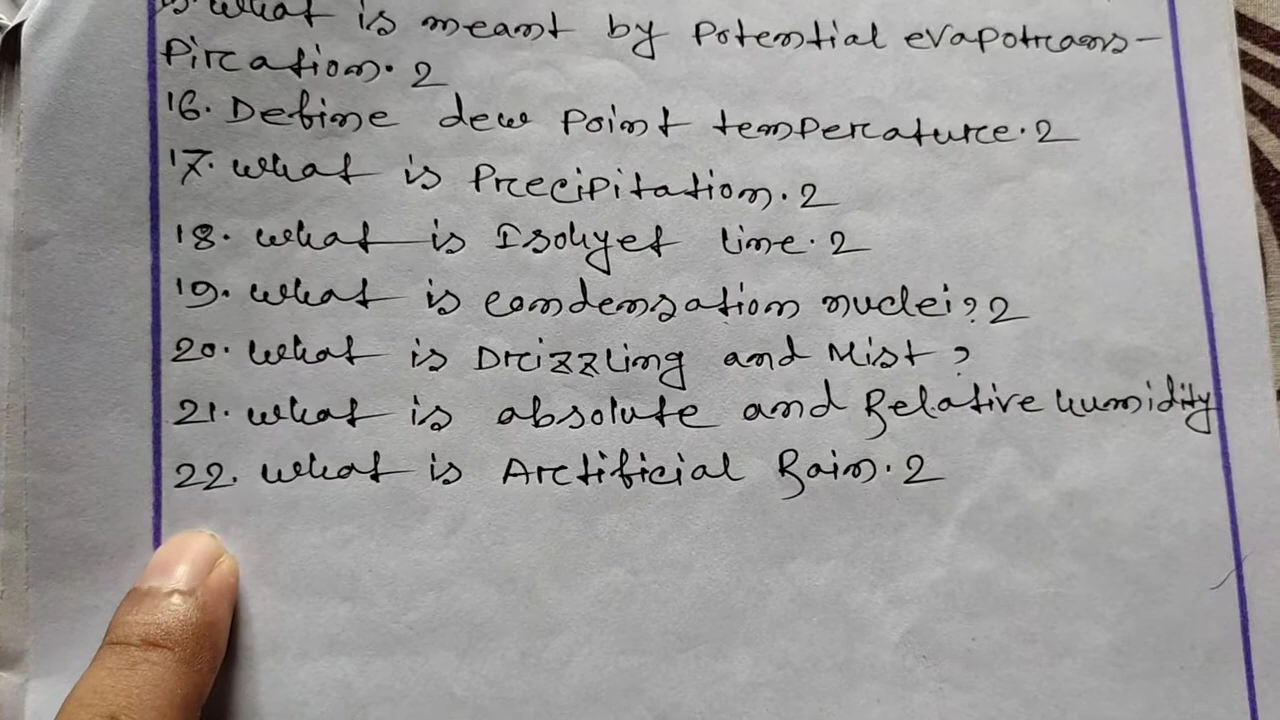 15. What is meant by Potential evapotrans-
Piration. 2
16. Define dew Point temperature. 2
17. What is Precipitation. 2
18. What is Isohyet line. 2
19. What is condensation nuclei? 2
20. What is Drizzling and Mist?
21. What is absolute and Relative humidity
22. What is Artificial Rain. 2